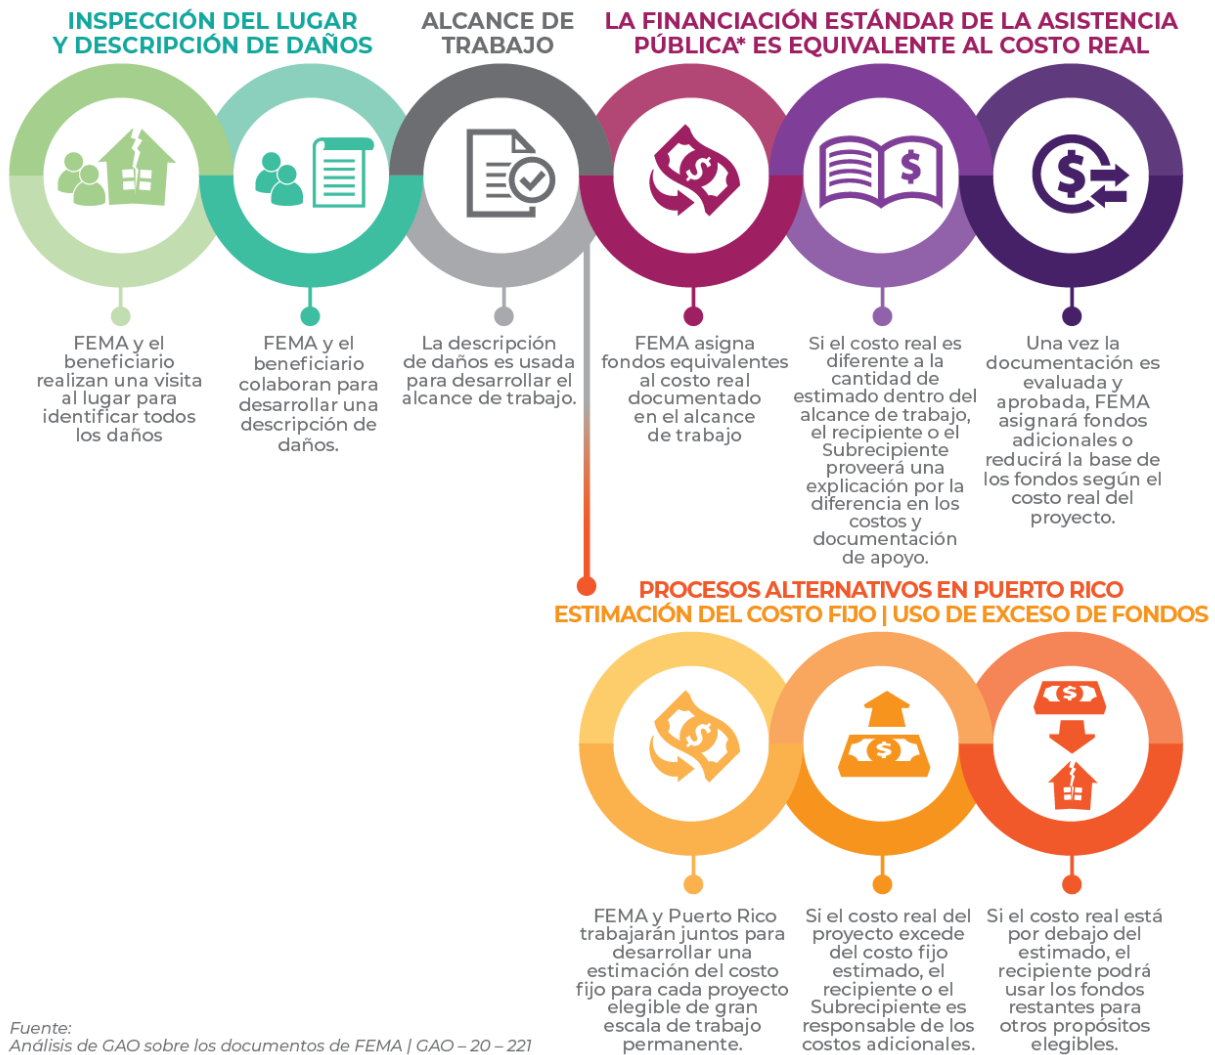 INSPECCIÓN DEL LUGAR
Y DESCRIPCIÓN DE DAÑOS
ALCANCE DE
TRABAJO
LA FINANCIACIÓN ESTÁNDAR DE LA ASISTENCIA
PÚBLICA* ES EQUIVALENTE AL COSTO REAL
FEMA y el
beneficiario
realizan una visita
al lugar para
identificar todos
los daños
FEMA y el
beneficiario
colaboran para
desarrollar una
descripción de
daños.
La descripción
de daños es usada
para desarrollar el
alcance de trabajo.
FEMA asigna
fondos equivalentes
al costo real
documentado
en el alcance
de trabajo
Si el costo real es
diferente a la
cantidad de
estimado dentro del
alcance de trabajo,
el recipiente o el
Subrecipiente
proveerá una
explicación por la
diferencia en los
costos y
documentación
de apoyo.
Una vez la
documentación es
evaluada y
aprobada, FEMA
asignará fondos
adicionales o
reducirá la base de
los fondos según el
costo real del
proyecto.
PROCESOS ALTERNATIVOS EN PUERTO RICO
ESTIMACIÓN DEL COSTO FIJO | USO DE EXCESO DE FONDOS
FEMA y Puerto Rico
trabajarán juntos para
desarrollar una
estimación del costo
fijo para cada proyecto
elegible de gran
escala de trabajo
permanente.
Si el costo real del
proyecto excede
del costo fijo
estimado, el
recipiente o el
Subrecipiente es
responsable de los
costos adicionales.
Si el costo real está
por debajo del
estimado, el
recipiente podrá
usar los fondos
restantes para
otros propósitos
elegibles.
Fuente:
Análisis de GAO sobre los documentos de FEMA | GAO – 20 – 221